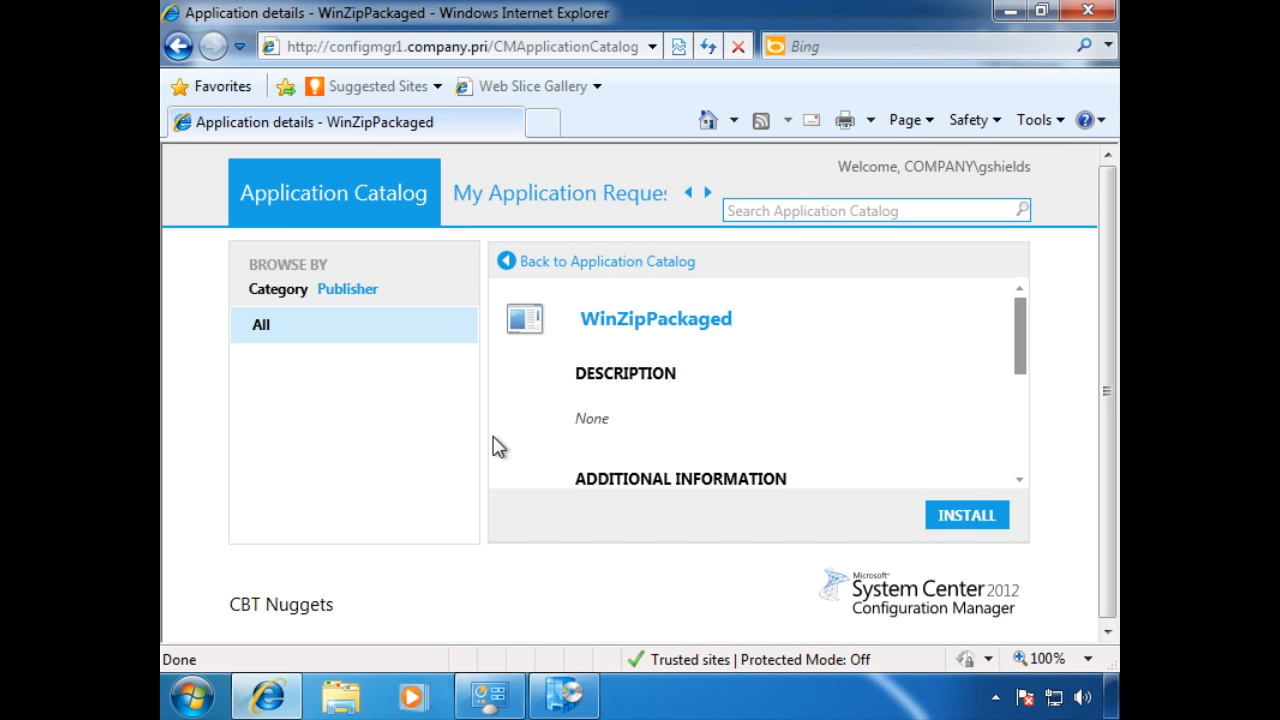 Application details - WinZipPackaged - Windows Internet Explorer
http://configmgr1.company.pri/CMApplicationCatalog
Bing
Favorites
Suggested Sites
Web Slice Gallery
Application details - WinZipPackaged
Page
Safety
Tools
Welcome, COMPANY\gshields
Application Catalog
My Application Reques
Search Application Catalog
BROWSE BY
Category Publisher
All
Back to Application Catalog
WinZipPackaged
DESCRIPTION
None
ADDITIONAL INFORMATION
INSTALL
CBT Nuggets
Microsoft
System Center 2012
Configuration Manager
Done
Trusted sites | Protected Mode: Off
100%